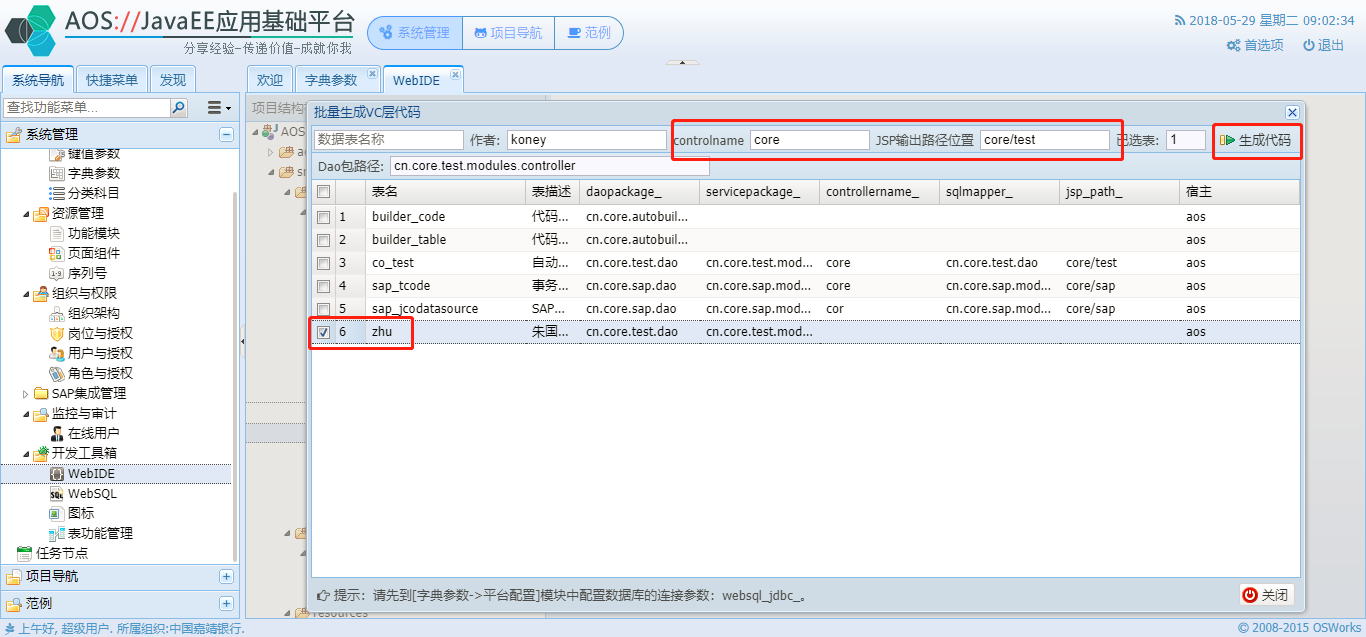 AOS://JavaEE应用基础平台
分享经验-传递价值-成就你我
系统管理 项目导航 范例
2018-05-29 星期二 09:02:34
首选项 退出
系统导航 快捷菜单 发现
欢迎 字典参数 WebIDE
查找功能菜单...
系统管理
键值参数
字典参数
分类科目
资源管理
功能模块
页面组件
序列号
组织与权限
组织架构
岗位与授权
用户与授权
角色与授权
SAP集成管理
监控与审计
在线用户
开发工具箱
WebIDE
WebSQL
图标
表功能管理
任务节点
项目导航
范例
项目结构
AOS
resources
批量生成VC层代码
数据表名称 作者: koney controlname core JSP输出路径位置 core/test 已选表: 1 生成代码
Dao包路径: cn.core.test.modules.controller
表名 表描述 daopackage_ servicepackage_ controllername_ sqlmapper_ jsp_path_ 宿主
1 builder_code 代码... cn.core.autobuil... aos
2 builder_table 代码... cn.core.autobuil... aos
3 co_test 自动... cn.core.test.dao cn.core.test.mod... core cn.core.test.dao core/test aos
4 sap_tcode 事务... cn.core.sap.dao cn.core.sap.mod... core cn.core.sap.mod... core/sap aos
5 sap_jcodatasource SAP... cn.core.sap.dao cn.core.sap.mod... cor cn.core.sap.mod... core/sap aos
6 zhu 朱国... cn.core.test.dao cn.core.test.mod... aos
提示：请先到[字典参数->平台配置]模块中配置数据库的连接参数：websql_jdbc_。
关闭
上午好, 超级用户. 所属组织:中国嘉靖银行.
© 2008-2015 OSWorks